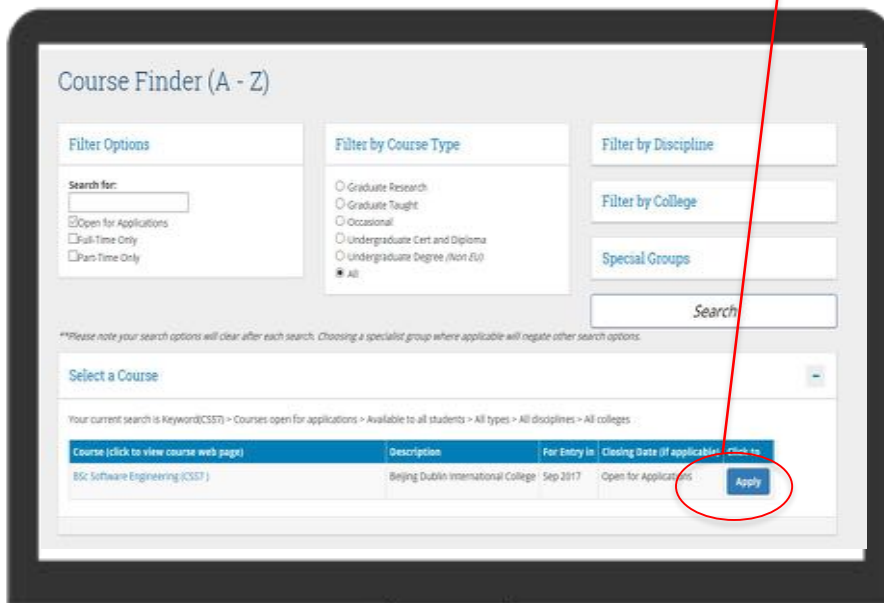 Course Finder (A - Z)
Filter Options
Search for:
Open for Applications
Full-Time Only
Part-Time Only
Filter by Course Type
Graduate Research
Graduate Taught
Occasional
Undergraduate Cert and Diploma
Undergraduate Degree (Non EU)
All
Filter by Discipline
Filter by College
Special Groups
Search
**Please note your search options will clear after each search. Choosing a specialist group where applicable will negate other search options.
Select a Course
-
Your current search is Keyword(CSS7) > Courses open for applications > Available to all students > All types > All disciplines > All colleges
Course (click to view course web page) Description For Entry in Closing Date (if applicable) Click to
BSc Software Engineering (CSS7 ) Beijing Dublin International College Sep 2017 Open for Applications Apply